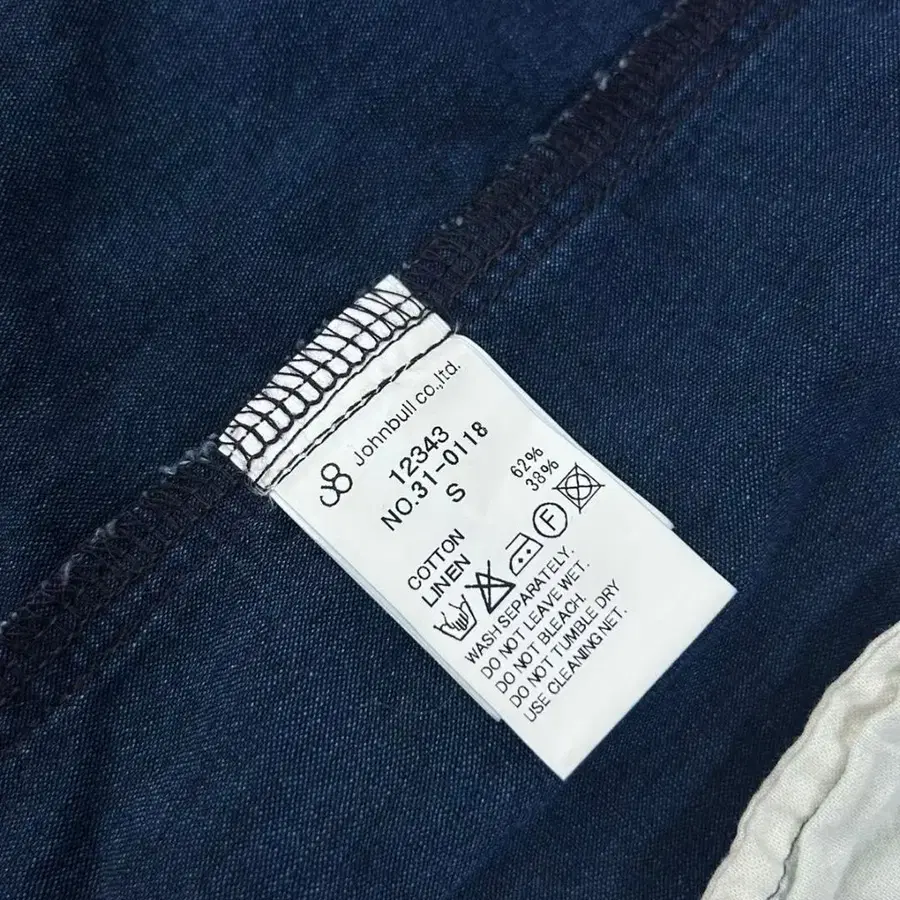 Johnbull co.,ltd.
12343
NO.31-0118
S
COTTON 62%
LINEN 38%
F
WASH SEPARATELY.
DO NOT LEAVE WET.
DO NOT BLEACH.
DO NOT TUMBLE DRY
USE CLEANING NET.